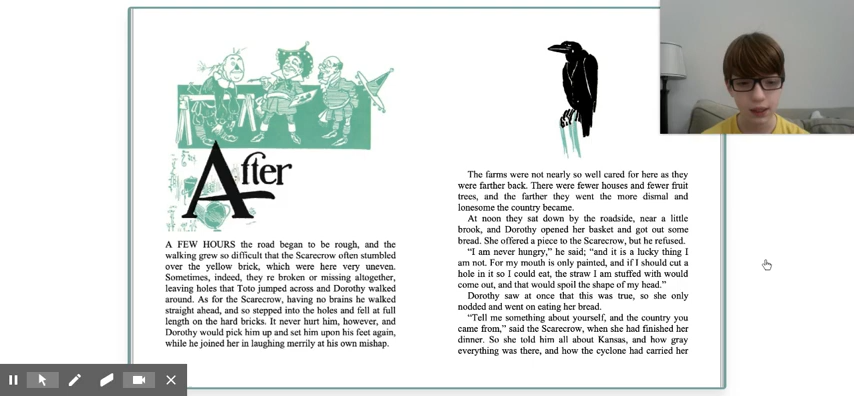 After
A FEW HOURS the road began to be rough, and the
walking grew so difficult that the Scarecrow often stumbled
over the yellow brick, which were here very uneven.
Sometimes, indeed, they re broken or missing altogether,
leaving holes that Toto jumped across and Dorothy walked
around. As for the Scarecrow, having no brains he walked
straight ahead, and so stepped into the holes and fell at full
length on the hard bricks. It never hurt him, however, and
Dorothy would pick him up and set him upon his feet again,
while he joined her in laughing merrily at his own mishap.
The farms were not nearly so well cared for here as they
were farther back. There were fewer houses and fewer fruit
trees, and the farther they went the more dismal and
lonesome the country became.
At noon they sat down by the roadside, near a little
brook, and Dorothy opened her basket and got out some
bread. She offered a piece to the Scarecrow, but he refused.
“I am never hungry,” he said; “and it is a lucky thing I
am not. For my mouth is only painted, and if I should cut a
hole in it so I could eat, the straw I am stuffed with would
come out, and that would spoil the shape of my head.”
Dorothy saw at once that this was true, so she only
nodded and went on eating her bread.
“Tell me something about yourself, and the country you
came from,” said the Scarecrow, when she had finished her
dinner. So she told him all about Kansas, and how gray
everything was there, and how the cyclone had carried her